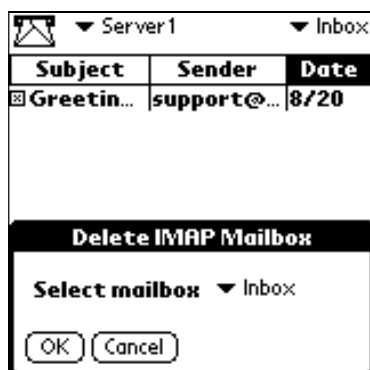 Server1 Inbox
Subject Sender Date
Greetin... support@... 8/20
Delete IMAP Mailbox
Select mailbox Inbox
OK Cancel